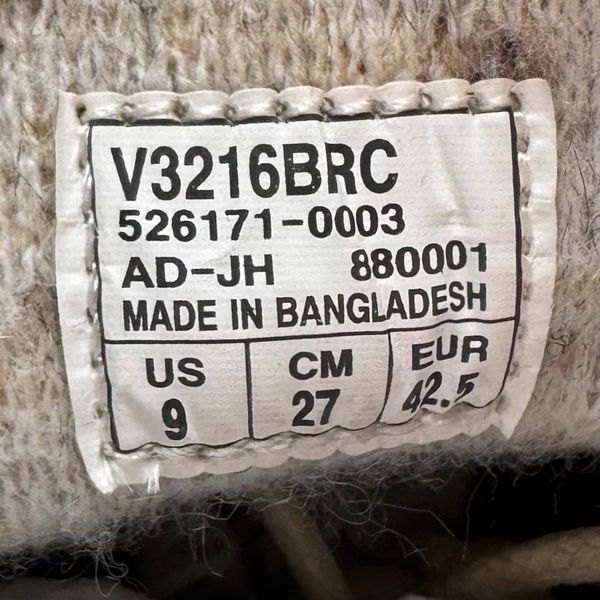 V3216BRC
526171-0003
AD-JH 880001
MADE IN BANGLADESH
US CM EUR
9 27 42.5